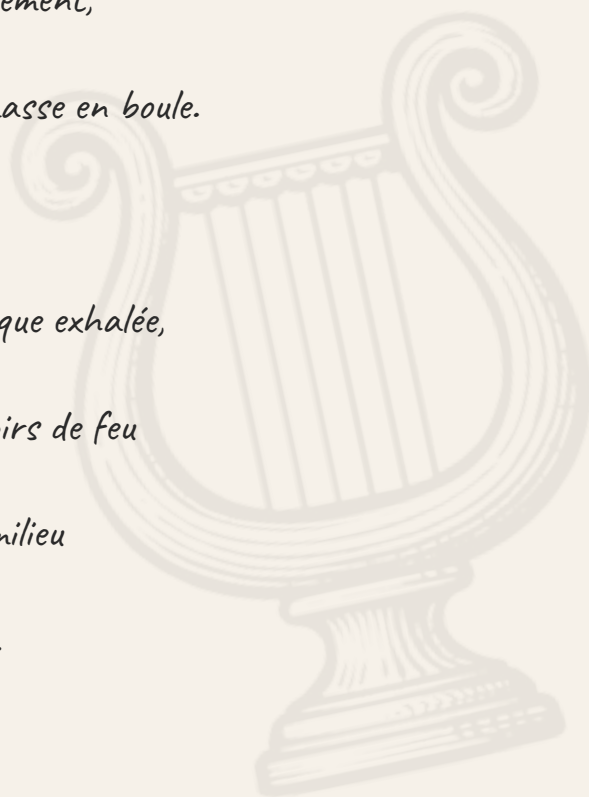 ement,
asse en boule.
que exhalée,
irs de feu
milieu
.